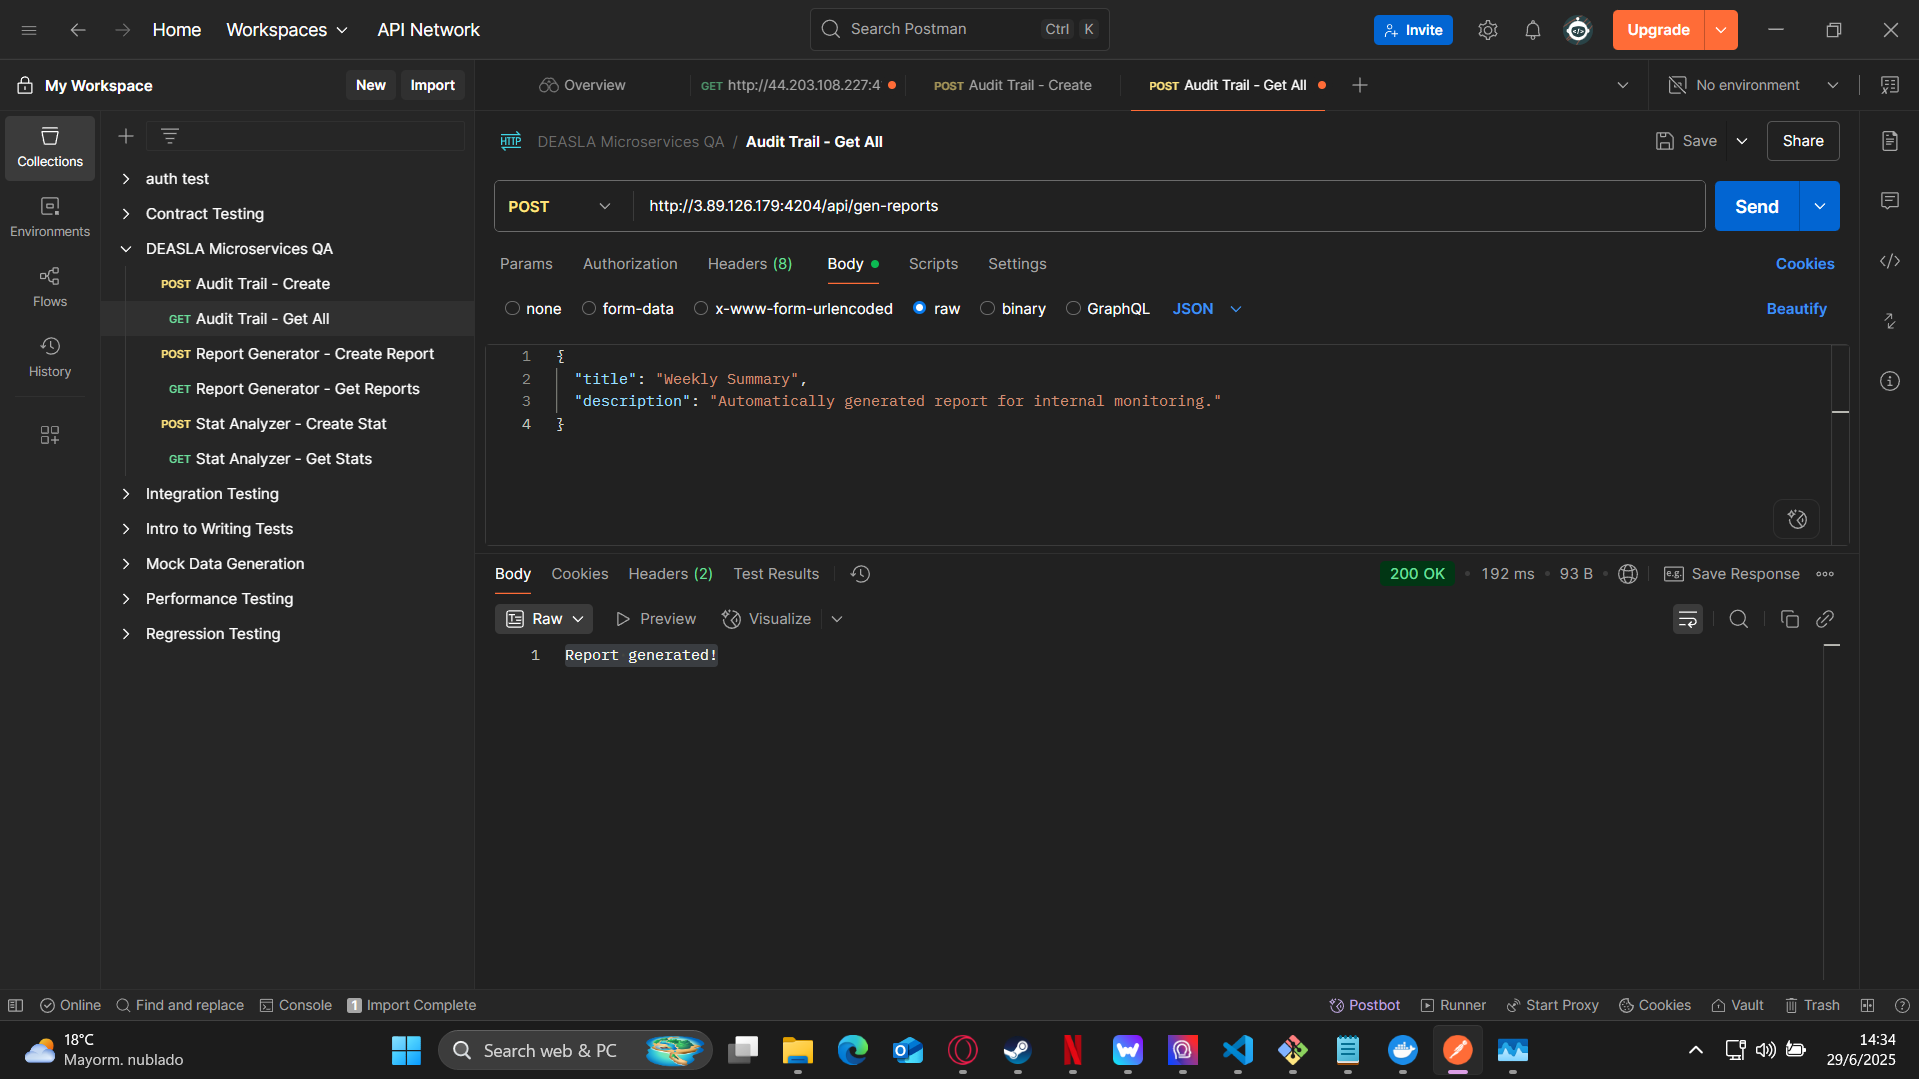 Home
Workspaces
API Network
Search Postman
Ctrl
K
Invite
Upgrade
My Workspace
New
Import
Overview
GET http://44.203.108.227:4
POST Audit Trail - Create
POST Audit Trail - Get All
No environment
Collections
Environments
Flows
History
auth test
Contract Testing
DEASLA Microservices QA
POST Audit Trail - Create
GET Audit Trail - Get All
POST Report Generator - Create Report
GET Report Generator - Get Reports
POST Stat Analyzer - Create Stat
GET Stat Analyzer - Get Stats
Integration Testing
Intro to Writing Tests
Mock Data Generation
Performance Testing
Regression Testing
HTTP DEASLA Microservices QA / Audit Trail - Get All
Save
Share
POST http://3.89.126.179:4204/api/gen-reports
Send
Params Authorization Headers (8) Body Scripts Settings
Cookies
none form-data x-www-form-urlencoded raw binary GraphQL JSON
Beautify
1 {
2 "title": "Weekly Summary",
3 "description": "Automatically generated report for internal monitoring."
4 }
Body Cookies Headers (2) Test Results
200 OK • 192 ms • 93 B
e.g. Save Response
Raw Preview Visualize
1 Report generated!
Online
Find and replace
Console
1 Import Complete
Postbot
Runner
Start Proxy
Cookies
Vault
Trash
18°C
Mayorm. nublado
Search web & PC
14:34
29/6/2025